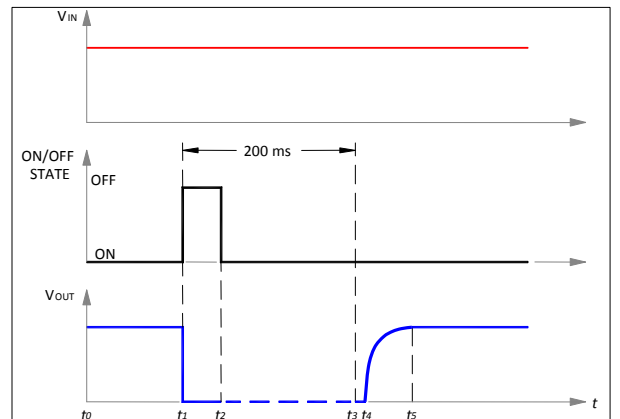 VIN
200 ms
ON/OFF
STATE
OFF
ON
VOUT
t0 t1 t2 t3 t4 t5 t